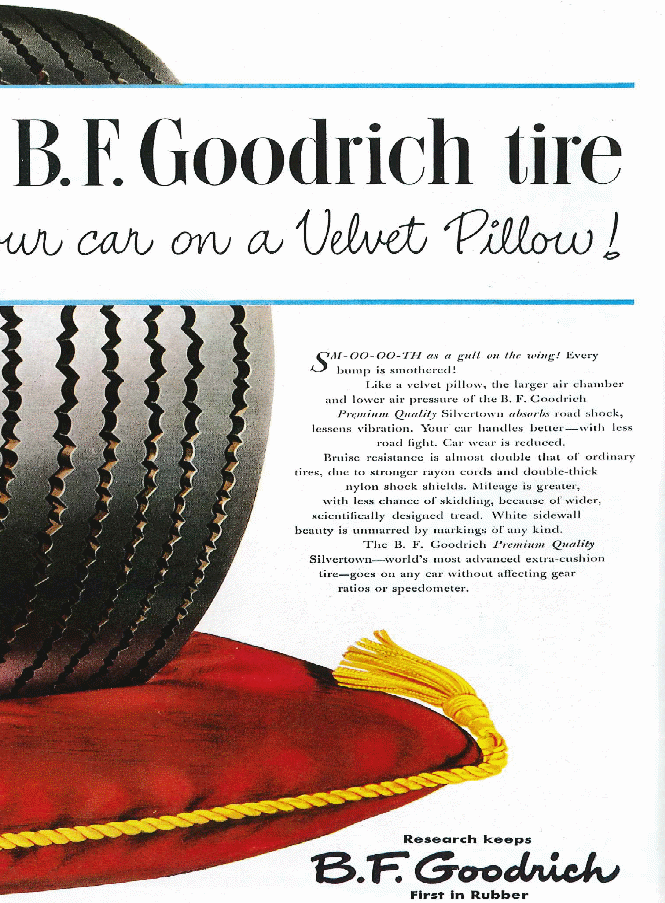 B.F. Goodrich tire
ur car on a Velvet Pillow!
SM-OO-OO-TH as a gull on the wing! Every
bump is smothered!
Like a velvet pillow, the larger air chamber
and lower air pressure of the B. F. Goodrich
Premium Quality Silvertown absorbs road shock,
lessens vibration. Your car handles better—with less
road fight. Car wear is reduced.
Bruise resistance is almost double that of ordinary
tires, due to stronger rayon cords and double-thick
nylon shock shields. Mileage is greater,
with less chance of skidding, because of wider,
scientifically designed tread. White sidewall
beauty is unmarred by markings of any kind.
The B. F. Goodrich Premium Quality
Silvertown—world's most advanced extra-cushion
tire—goes on any car without affecting gear
ratios or speedometer.
Research keeps
B.F. Goodrich
First in Rubber